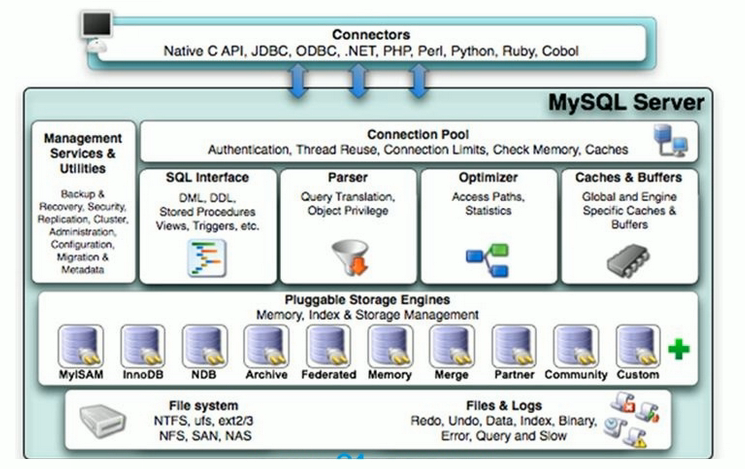 Connectors
Native C API, JDBC, ODBC, .NET, PHP, Perl, Python, Ruby, Cobol
MySQL Server
Management
Services &
Utilities
Backup &
Recovery, Security,
Replication, Cluster,
Administration,
Configuration,
Migration &
Metadata
Connection Pool
Authentication, Thread Reuse, Connection Limits, Check Memory, Caches
SQL Interface
DML, DDL,
Stored Procedures
Views, Triggers, etc.
Parser
Query Translation,
Object Privilege
Optimizer
Access Paths,
Statistics
Caches & Buffers
Global and Engine
Specific Caches &
Buffers
Pluggable Storage Engines
Memory, Index & Storage Management
MyISAM
InnoDB
NDB
Archive
Federated
Memory
Merge
Partner
Community
Custom
File system
NTFS, ufs, ext2/3
NFS, SAN, NAS
Files & Logs
Redo, Undo, Data, Index, Binary,
Error, Query and Slow